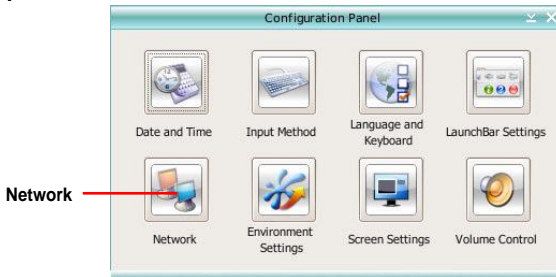 Configuration Panel
Date and Time
Input Method
Language and
Keyboard
LaunchBar Settings
Network
Network
Environment
Settings
Screen Settings
Volume Control